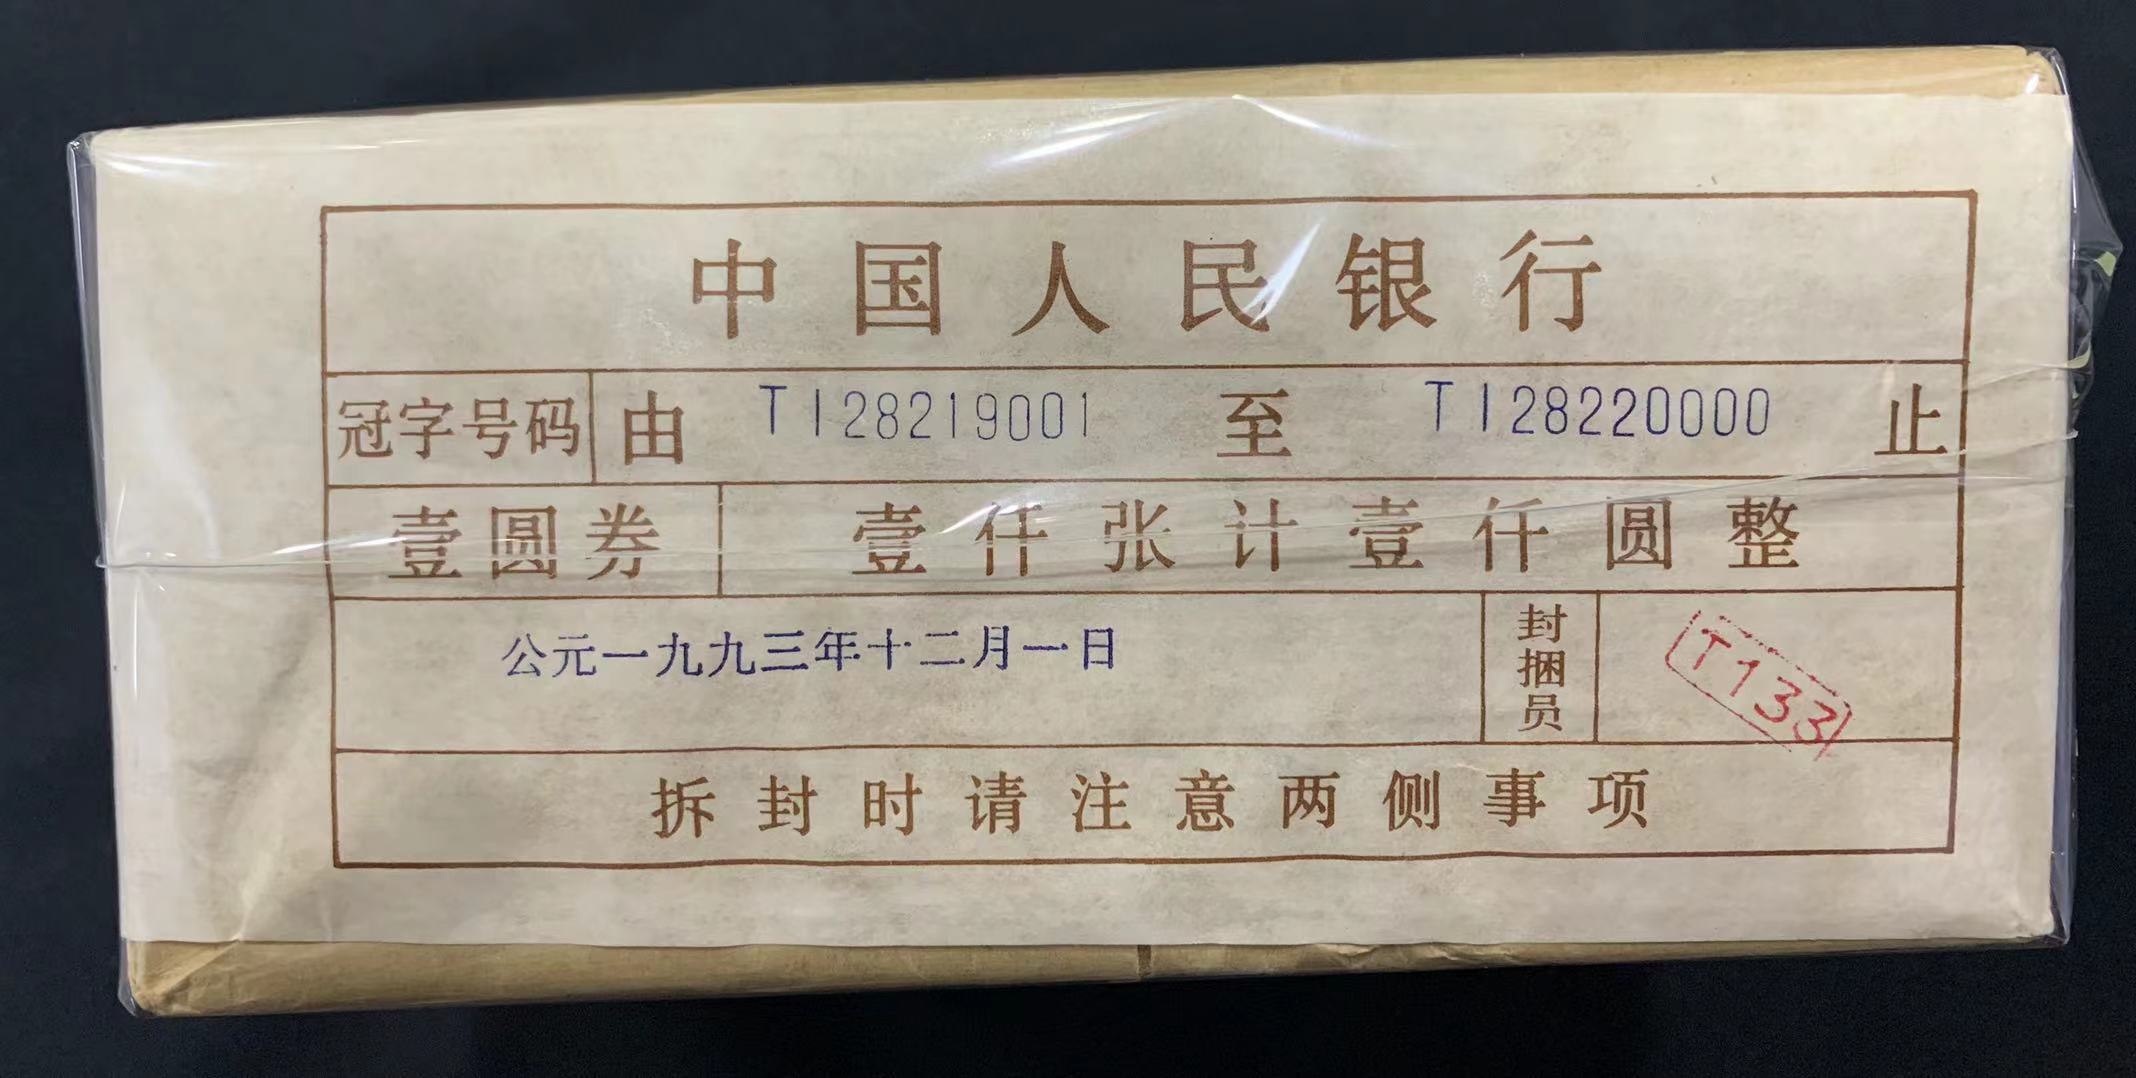 中国人民银行
冠字号码 由 TI28219001 至 TI28220000 止
壹圆券 壹仟张计壹仟圆整
公元一九九三年十二月一日 封捆员 T133
拆封时请注意两侧事项